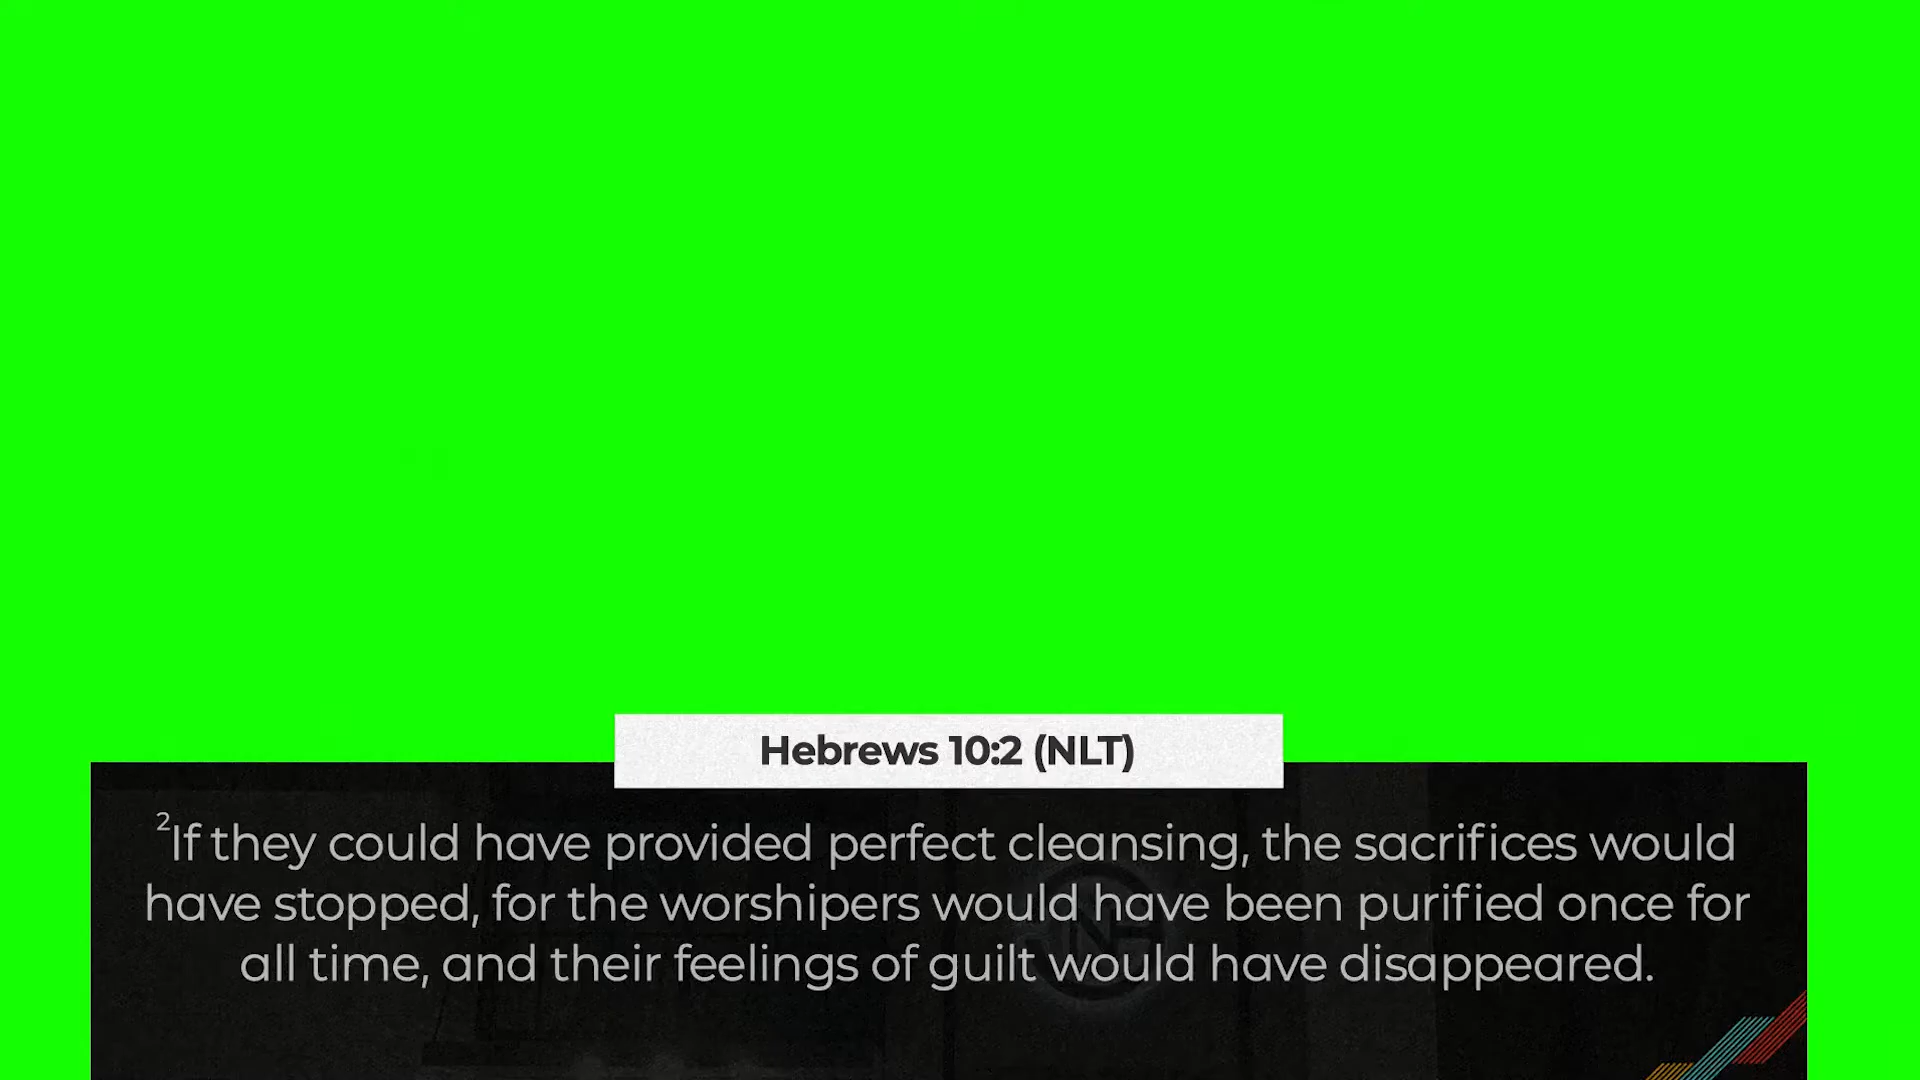 Hebrews 10:2 (NLT)
²If they could have provided perfect cleansing, the sacrifices would
have stopped, for the worshipers would have been purified once for
all time, and their feelings of guilt would have disappeared.